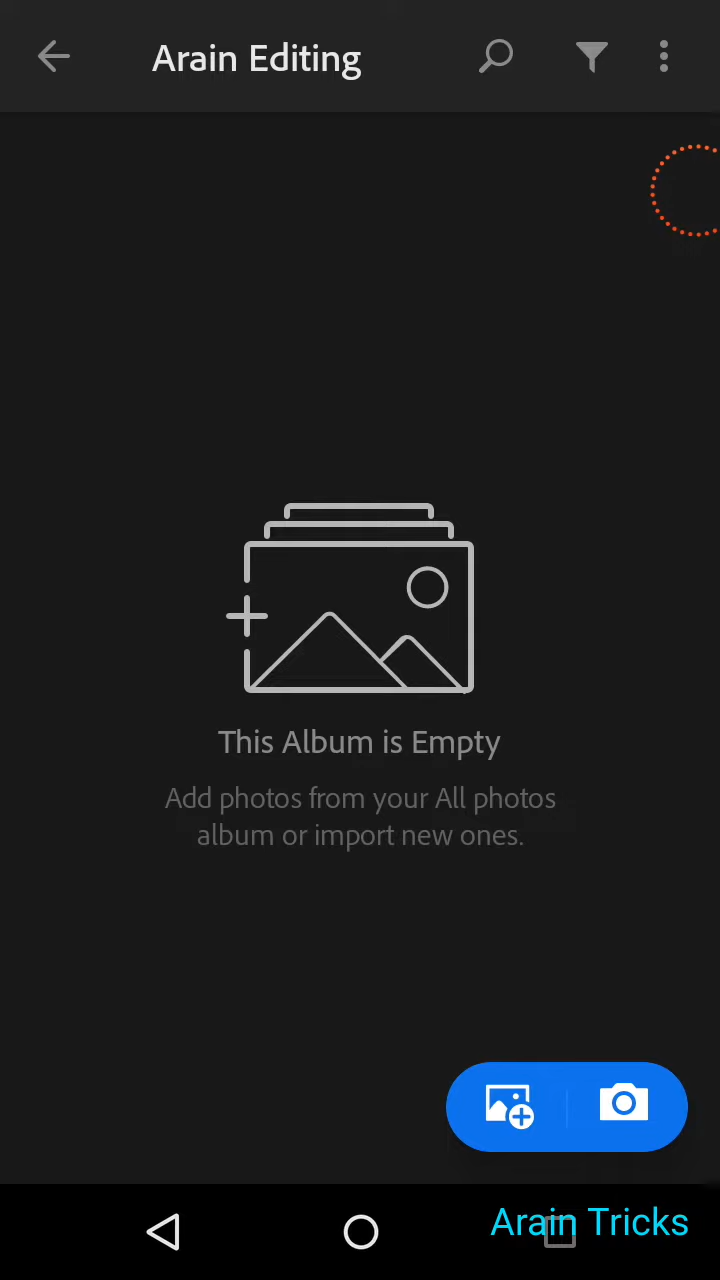 Arain Editing
This Album is Empty
Add photos from your All photos
album or import new ones.
Arain Tricks